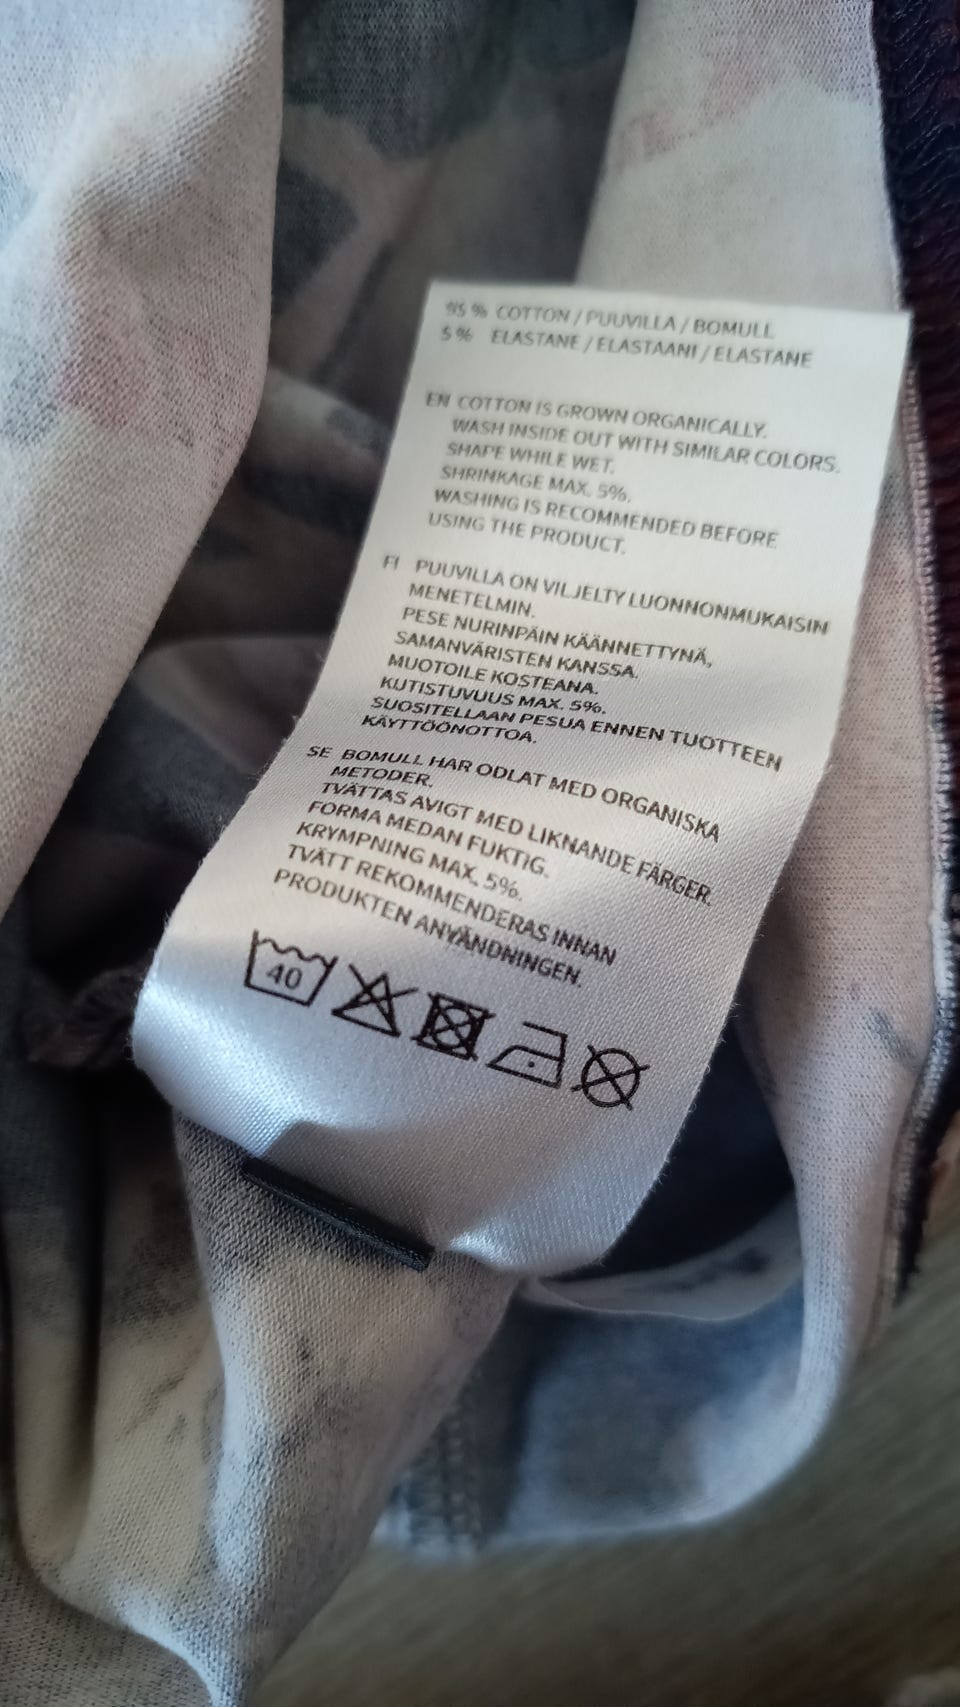 95 % COTTON / PUUVILLA / BOMULL
5 % ELASTANE / ELASTAANI / ELASTANE
EN COTTON IS GROWN ORGANICALLY.
WASH INSIDE OUT WITH SIMILAR COLORS.
SHAPE WHILE WET.
SHRINKAGE MAX. 5%.
WASHING IS RECOMMENDED BEFORE
USING THE PRODUCT.
FI PUUVILLA ON VILJELTY LUONNONMUKAISIN
MENETELMIN.
PESE NURINPÄIN KÄÄNNETTYNÄ,
SAMANVÄRISTEN KANSSA.
MUOTOILE KOSTEANA.
KUTISTUVUUS MAX. 5%.
SUOSITELLAAN PESUA ENNEN TUOTTEEN
KÄYTTÖÖNOTTOA.
SE BOMULL HAR ODLAT MED ORGANISKA
METODER.
TVÄTTAS AVIGT MED LIKNANDE FÄRGER.
FORMA MEDAN FUKTIG.
KRYMPNING MAX. 5%.
TVÄTT REKOMMENDERAS INNAN
PRODUKTEN ANVÄNDNINGEN.
40